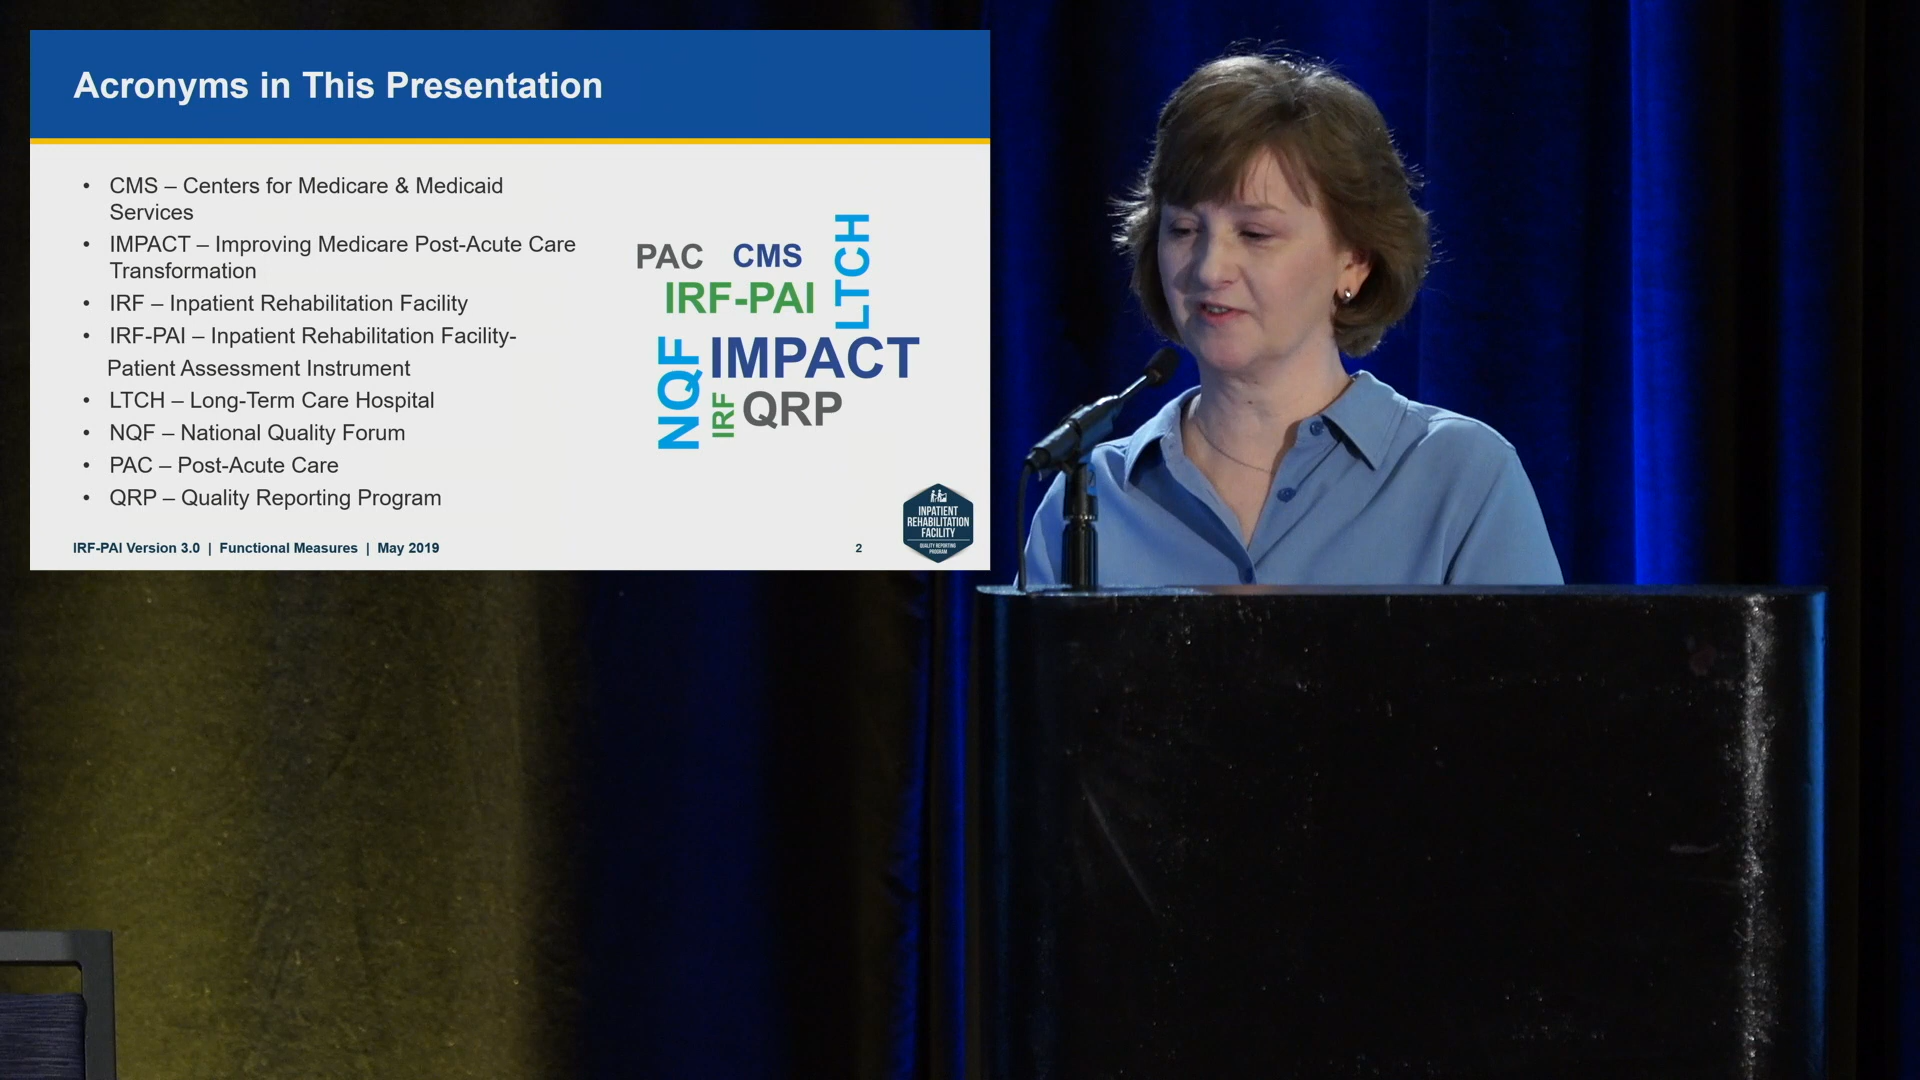 Acronyms in This Presentation
• CMS – Centers for Medicare & Medicaid
Services
• IMPACT – Improving Medicare Post-Acute Care
Transformation
• IRF – Inpatient Rehabilitation Facility
• IRF-PAI – Inpatient Rehabilitation Facility-
Patient Assessment Instrument
• LTCH – Long-Term Care Hospital
• NQF – National Quality Forum
• PAC – Post-Acute Care
• QRP – Quality Reporting Program
PAC CMS
LTCH
IRF-PAI
NQF
IMPACT
IRF
QRP
INPATIENT
REHABILITATION
FACILITY
QUALITY REPORTING
PROGRAM
IRF-PAI Version 3.0 | Functional Measures | May 2019
2